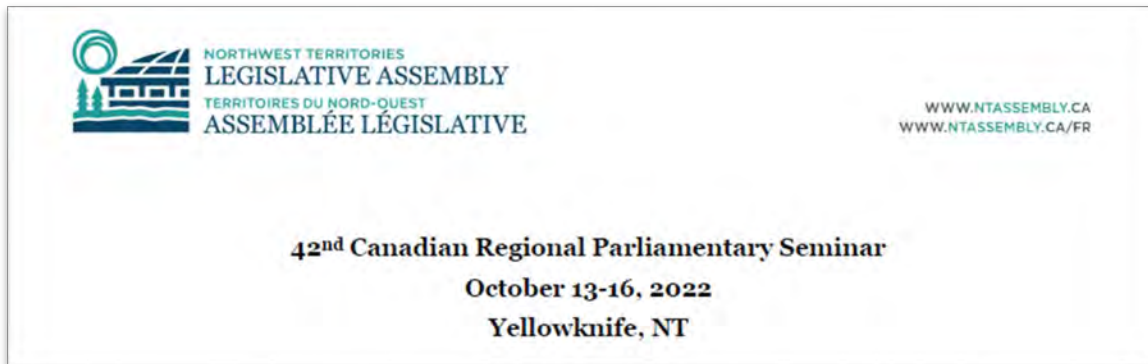 NORTHWEST TERRITORIES
LEGISLATIVE ASSEMBLY
TERRITOIRES DU NORD-OUEST
ASSEMBLÉE LÉGISLATIVE
WWW.NTASSEMBLY.CA
WWW.NTASSEMBLY.CA/FR
42nd Canadian Regional Parliamentary Seminar
October 13-16, 2022
Yellowknife, NT